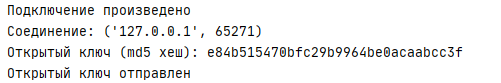 Подключение произведено
Соединение: ('127.0.0.1', 65271)
Открытый ключ (md5 хеш): e84b515470bfc29b9964be0acaabcc3f
Открытый ключ отправлен